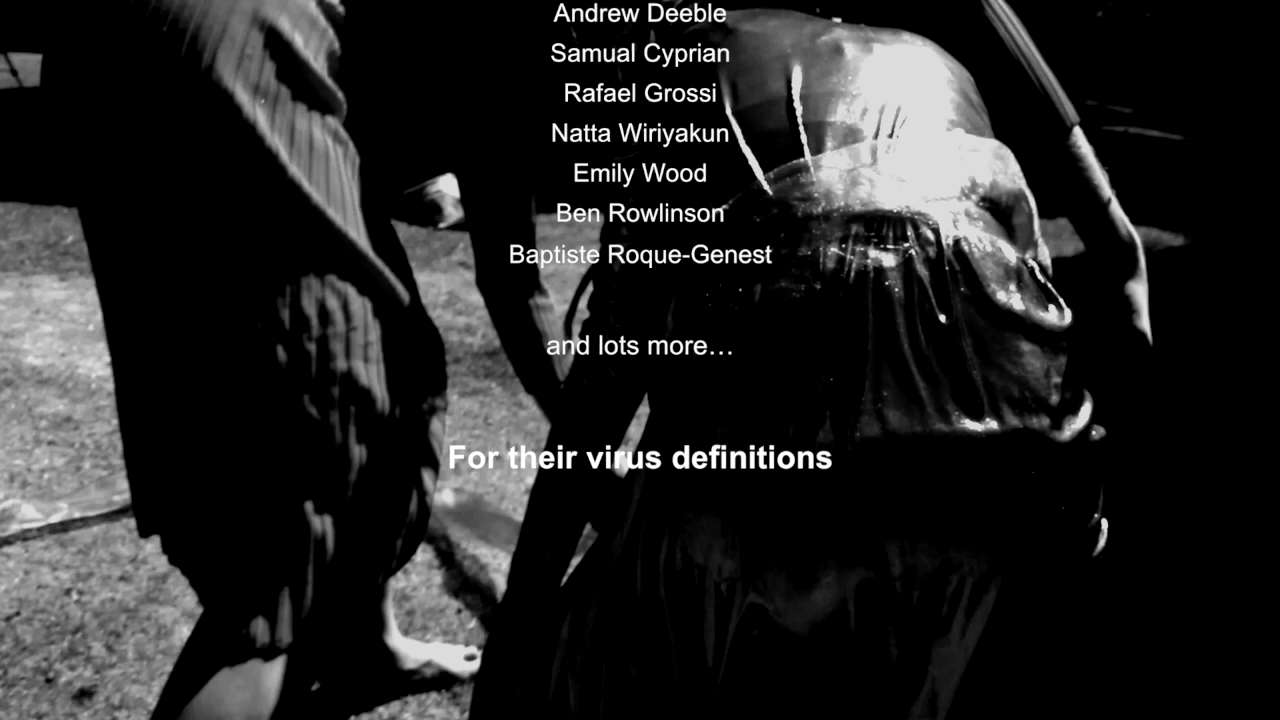 Andrew Deeble
Samual Cyprian
Rafael Grossi
Natta Wiriyakun
Emily Wood
Ben Rowlinson
Baptiste Roque-Genest
and lots more…
For their virus definitions